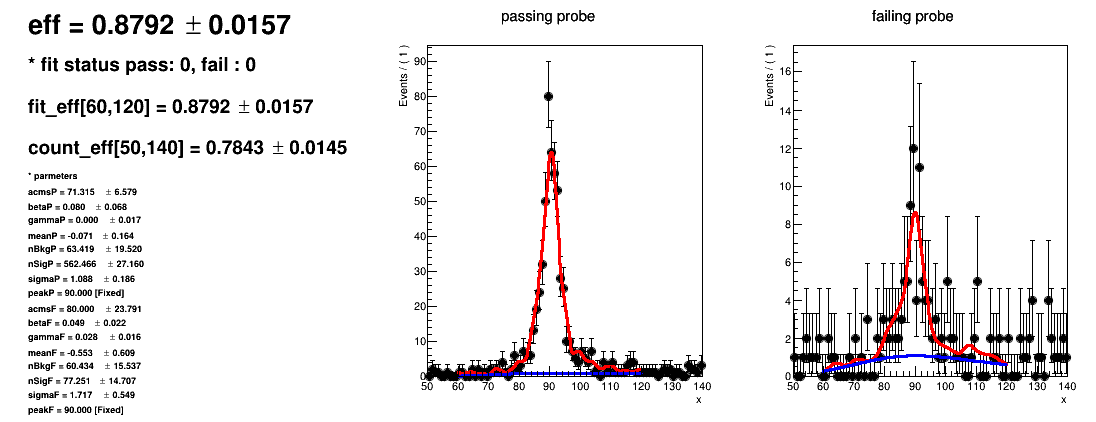 eff = 0.8792 ± 0.0157
* fit status pass: 0, fail : 0
fit_eff[60,120] = 0.8792 ± 0.0157
count_eff[50,140] = 0.7843 ± 0.0145
* parmeters
acmsP = 71.315 ± 6.579
betaP = 0.080 ± 0.068
gammaP = 0.000 ± 0.017
meanP = -0.071 ± 0.164
nBkgP = 63.419 ± 19.520
nSigP = 562.466 ± 27.160
sigmaP = 1.088 ± 0.186
peakP = 90.000 [Fixed]
acmsF = 80.000 ± 23.791
betaF = 0.049 ± 0.022
gammaF = 0.028 ± 0.016
meanF = -0.553 ± 0.609
nBkgF = 60.434 ± 15.537
nSigF = 77.251 ± 14.707
sigmaF = 1.717 ± 0.549
peakF = 90.000 [Fixed]
passing probe
Events / ( 1 )
90
80
70
60
50
40
30
20
10
0
50 60 70 80 90 100 110 120 130 140
x
failing probe
Events / ( 1 )
16
14
12
10
8
6
4
2
0
50 60 70 80 90 100 110 120 130 140
x